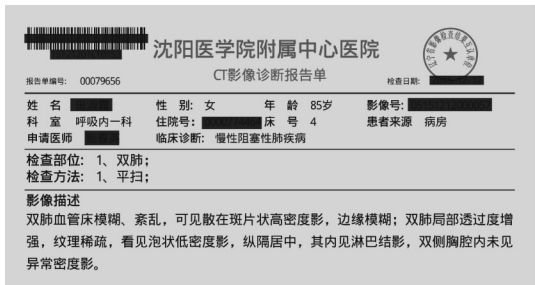 沈阳医学院附属中心医院
CT影像诊断报告单
报告单编号: 00079656 检查日期:
姓 名 性 别: 女 年 龄 85岁 影像号:
科 室 呼吸内一科 住院号: 床 号 4 患者来源 病房
申请医师 临床诊断: 慢性阻塞性肺疾病
检查部位: 1、双肺;
检查方法: 1、平扫;
影像描述
双肺血管床模糊、紊乱，可见散在斑片状高密度影，边缘模糊；双肺局部透过度增
强，纹理稀疏，看见泡状低密度影，纵隔居中，其内见淋巴结影，双侧胸腔内未见
异常密度影。